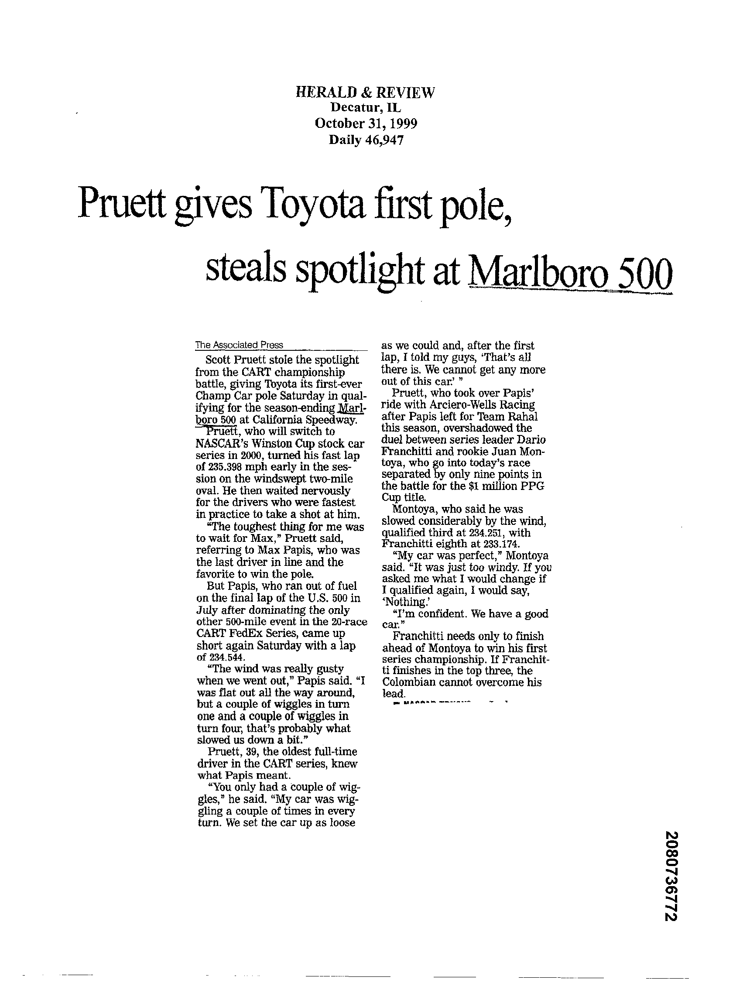 HERALD & REVIEW
Decatur, IL
October 31, 1999
Daily 46,947
Pruett gives Toyota first pole,
steals spotlight at Marlboro 500
The Associated Press
Scott Pruett stole the spotlight
from the CART championship
battle, giving Toyota its first-ever
Champ Car pole Saturday in qual-
ifying for the season-ending Marl-
boro 500 at California Speedway.
Pruett, who will switch to
NASCAR's Winston Cup stock car
series in 2000, turned his fast lap
of 235.398 mph early in the ses-
sion on the windswept two-mile
oval. He then waited nervously
for the drivers who were fastest
in practice to take a shot at him.
"The toughest thing for me was
to wait for Max," Pruett said,
referring to Max Papis, who was
the last driver in line and the
favorite to win the pole.
But Papis, who ran out of fuel
on the final lap of the U.S. 500 in
July after dominating the only
other 500-mile event in the 20-race
CART FedEx Series, came up
short again Saturday with a lap
of 234.544.
"The wind was really gusty
when we went out," Papis said. "I
was flat out all the way around,
but a couple of wiggles in turn
one and a couple of wiggles in
turn four, that's probably what
slowed us down a bit."
Pruett, 39, the oldest full-time
driver in the CART series, knew
what Papis meant.
"You only had a couple of wig-
gles," he said. "My car was wig-
gling a couple of times in every
turn. We set the car up as loose
as we could and, after the first
lap, I told my guys, 'That's all
there is. We cannot get any more
out of this car.' "
Pruett, who took over Papis'
ride with Arciero-Wells Racing
after Papis left for Team Rahal
this season, overshadowed the
duel between series leader Dario
Franchitti and rookie Juan Mon-
toya, who go into today's race
separated by only nine points in
the battle for the $1 million PPG
Cup title.
Montoya, who said he was
slowed considerably by the wind,
qualified third at 234.251, with
Franchitti eighth at 233.174.
"My car was perfect," Montoya
said. "It was just too windy. If you
asked me what I would change if
I qualified again, I would say,
'Nothing.'
"I'm confident. We have a good
car."
Franchitti needs only to finish
ahead of Montoya to win his first
series championship. If Franchit-
ti finishes in the top three, the
Colombian cannot overcome his
lead.
2080736772